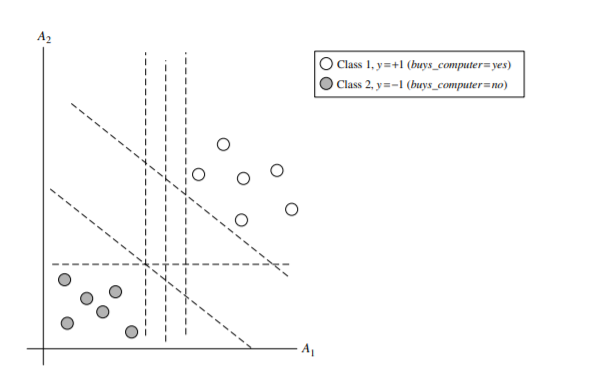 A2
Class 1, y=+1 (buys_computer=yes)
Class 2, y=−1 (buys_computer=no)
A1